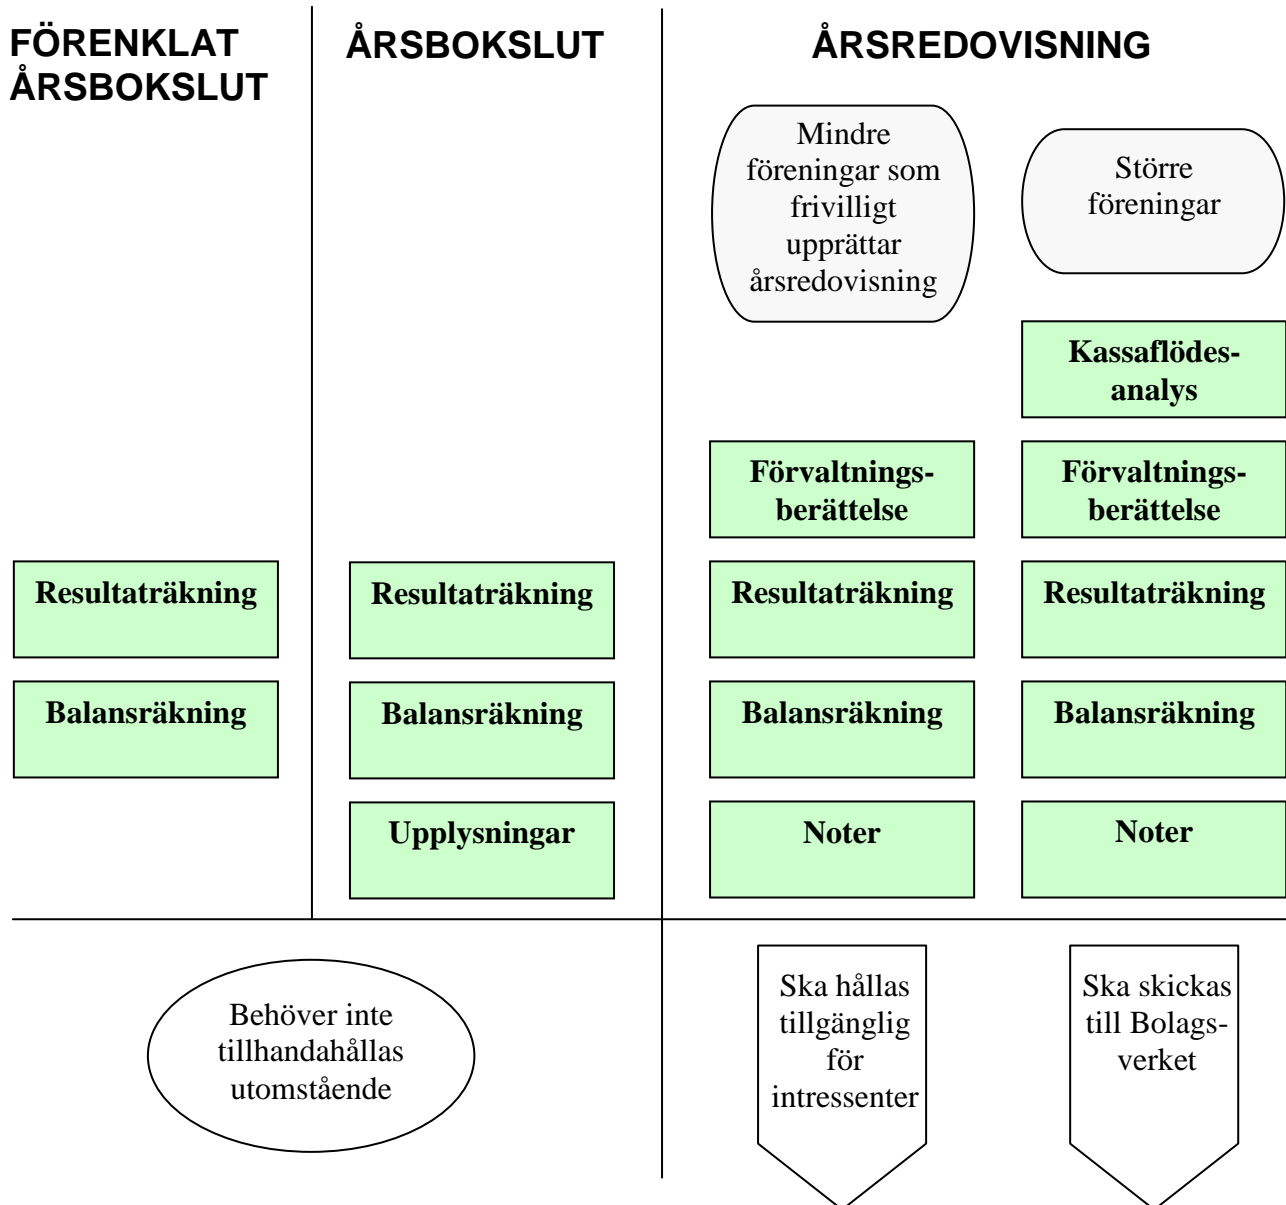 FÖRENKLAT
ÅRSBOKSLUT
ÅRSBOKSLUT
ÅRSREDOVISNING
Mindre
föreningar som
frivilligt
upprättar
årsredovisning
Större
föreningar
Kassaflödes-
analys
Förvaltnings-
berättelse
Förvaltnings-
berättelse
Resultaträkning
Resultaträkning
Resultaträkning
Resultaträkning
Balansräkning
Balansräkning
Balansräkning
Balansräkning
Upplysningar
Noter
Noter
Behöver inte
tillhandahållas
utomstående
Ska hållas
tillgänglig
för
intressenter
Ska skickas
till Bolags-
verket